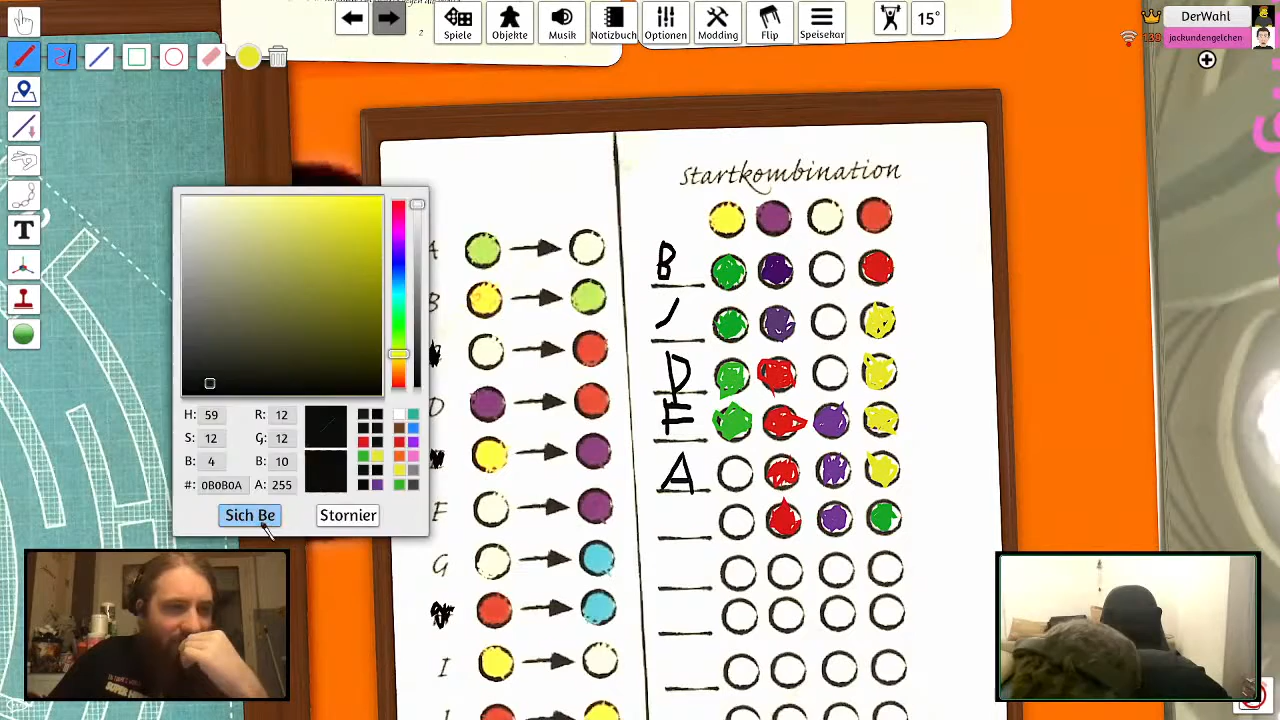 2
Spiele
Objekte
Musik
Notizbuch
Optionen
Modding
Flip
Speisekar
15°
DerWahl
jackundengelchen
T
Startkombination
A
B
D
F
G
I
B
D
F
A
H: 59 R: 12
S: 12 G: 12
B: 4 B: 10
#: 0B0B0A A: 255
Sich Be
Stornier